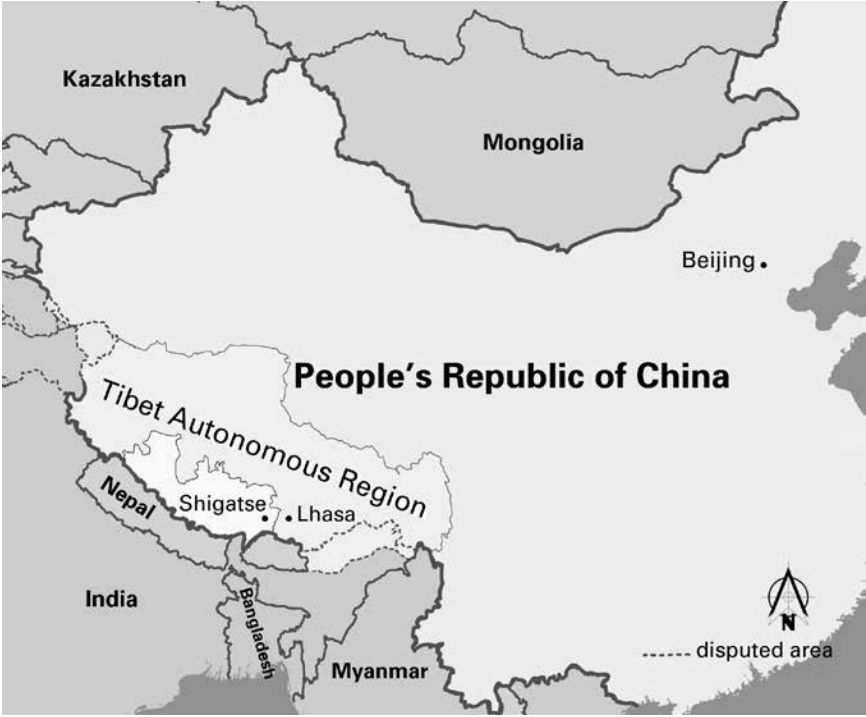 Kazakhstan
Mongolia
Beijing
People's Republic of China
Tibet Autonomous Region
Nepal
Shigatse
Lhasa
India
Bangladesh
Myanmar
N
disputed area